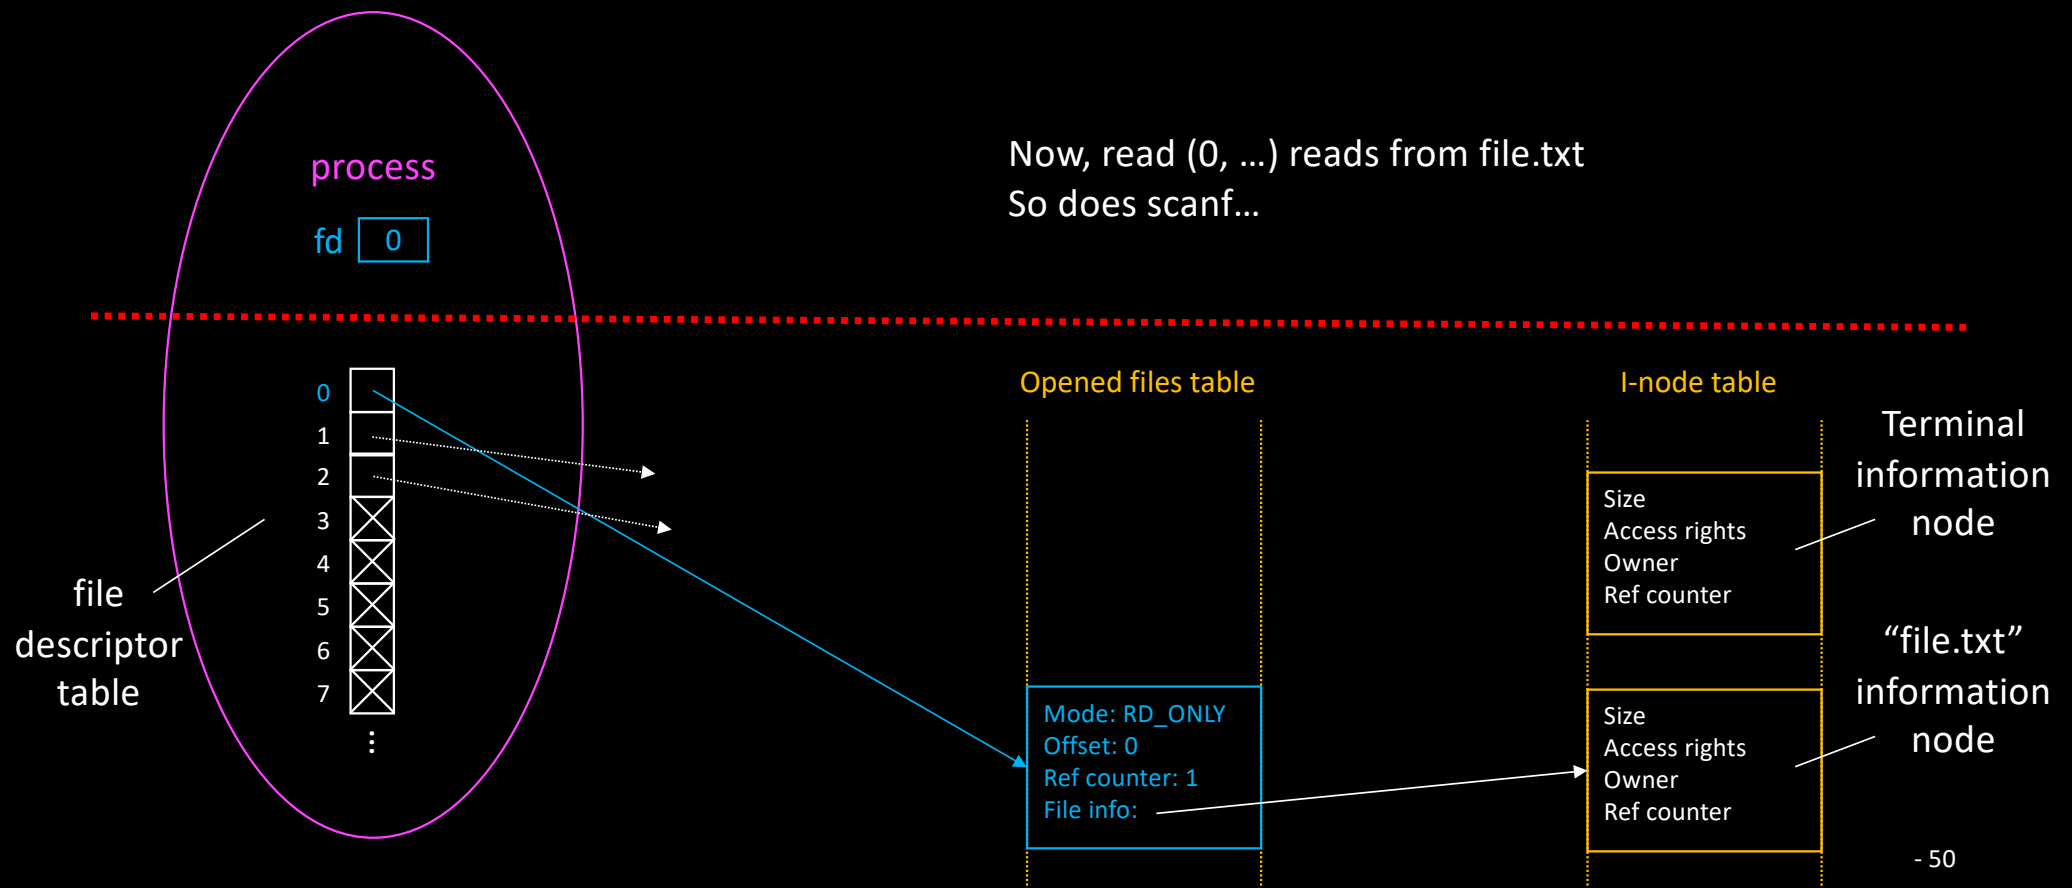 process
fd 0
Now, read (0, …) reads from file.txt
So does scanf…
0
1
2
3
4
5
6
7
⋮
file
descriptor
table
Opened files table
Mode: RD_ONLY
Offset: 0
Ref counter: 1
File info:
I-node table
Size
Access rights
Owner
Ref counter
Terminal
information
node
Size
Access rights
Owner
Ref counter
“file.txt”
information
node
- 50